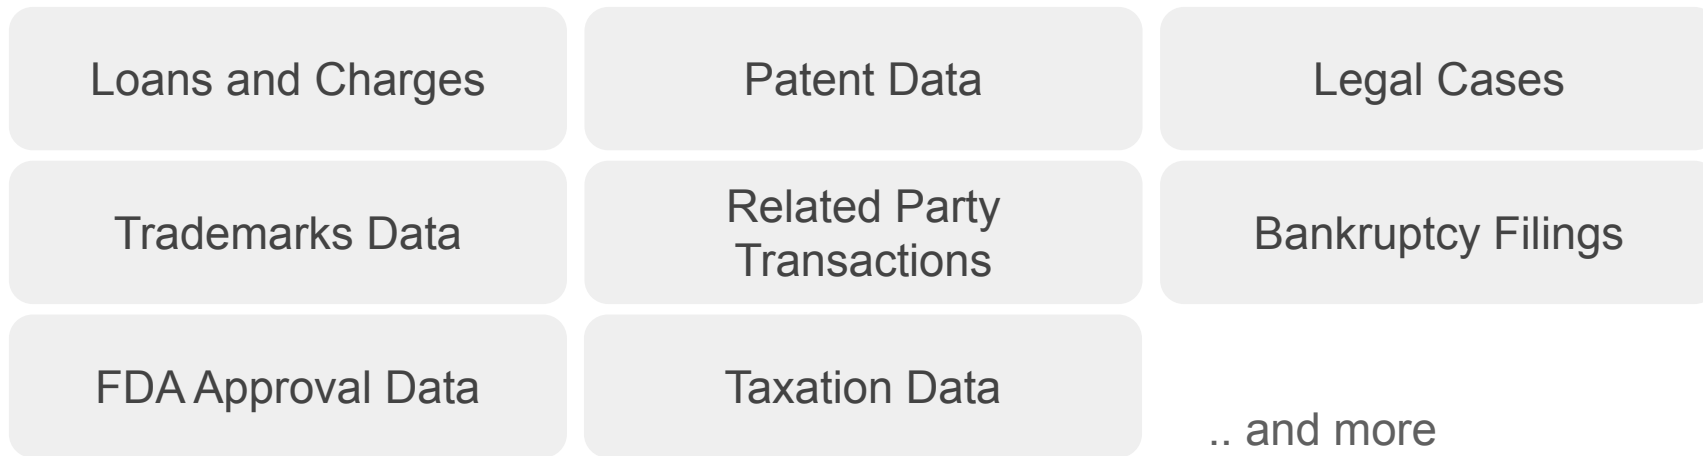 Loans and Charges
Patent Data
Legal Cases
Trademarks Data
Related Party
Transactions
Bankruptcy Filings
FDA Approval Data
Taxation Data
.. and more